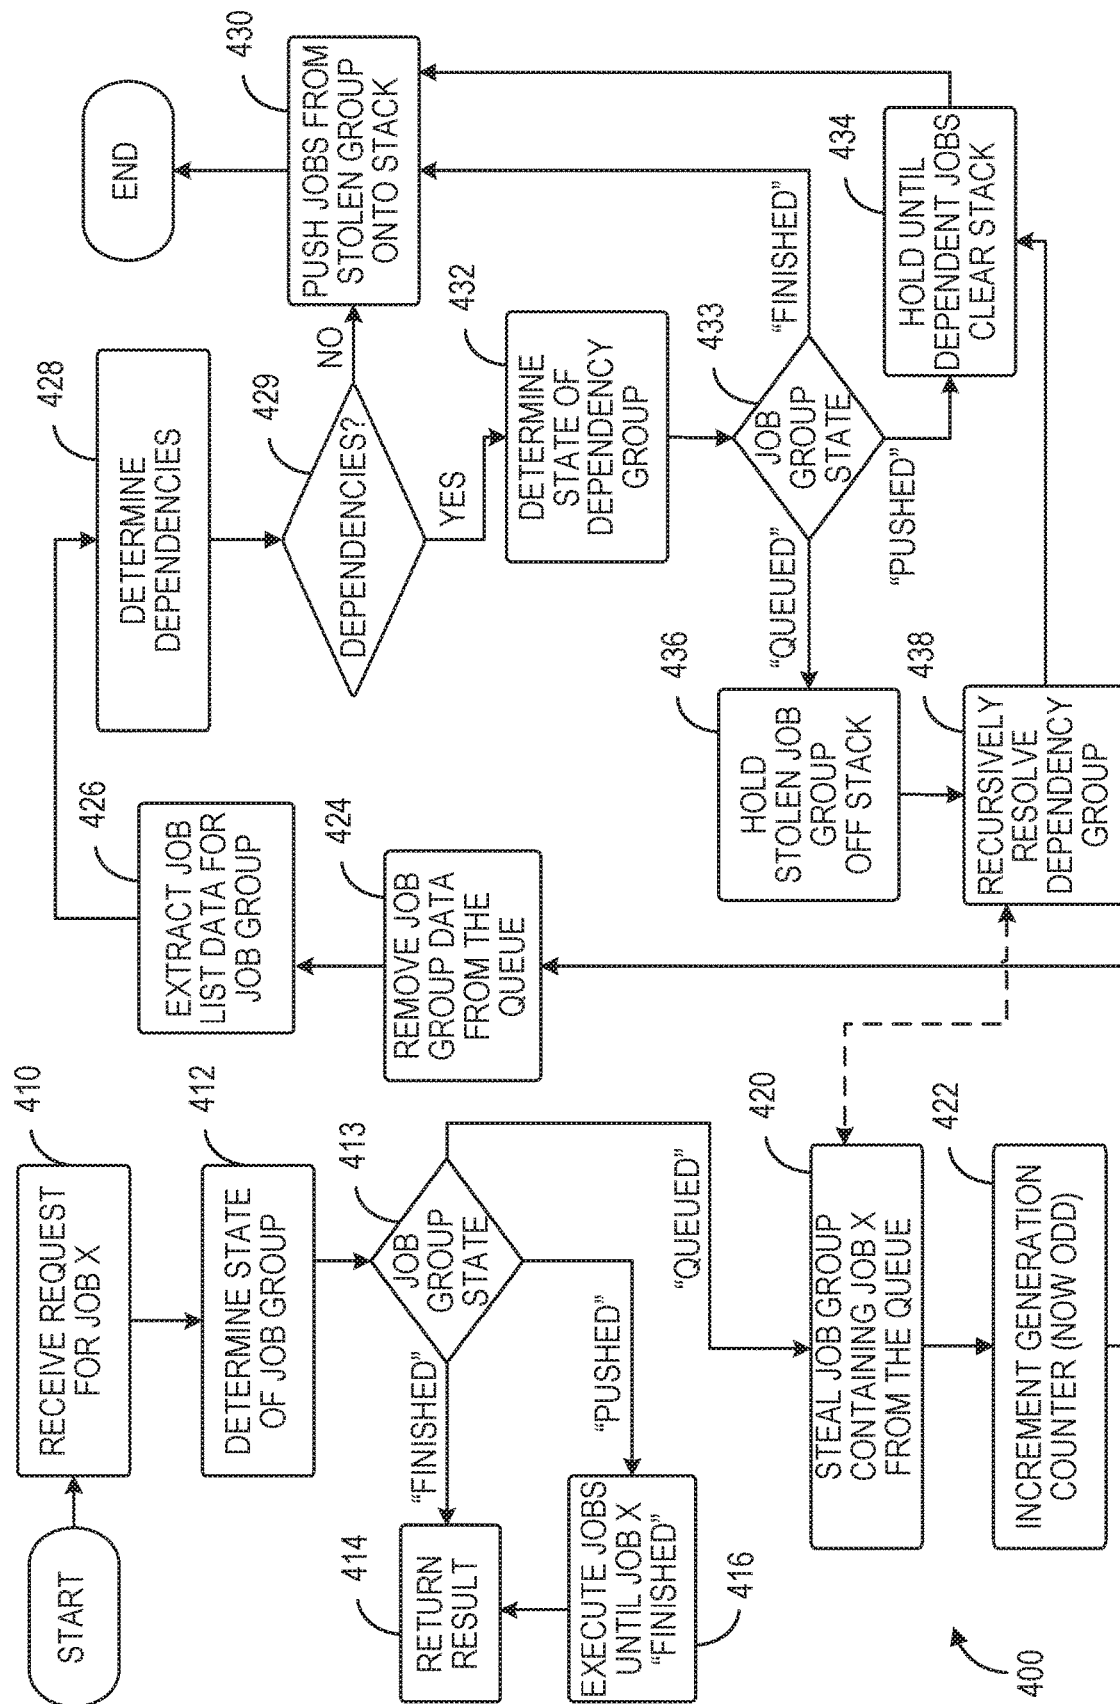 START
410
RECEIVE REQUEST
FOR JOB X
412
DETERMINE STATE
OF JOB GROUP
413
JOB
GROUP
STATE
"FINISHED"
"PUSHED"
"QUEUED"
414
RETURN
RESULT
416
EXECUTE JOBS
UNTIL JOB X
"FINISHED"
420
STEAL JOB GROUP
CONTAINING JOB X
FROM THE QUEUE
422
INCREMENT GENERATION
COUNTER (NOW ODD)
400
424
REMOVE JOB
GROUP DATA
FROM THE
QUEUE
426
EXTRACT JOB
LIST DATA FOR
JOB GROUP
428
DETERMINE
DEPENDENCIES
429
DEPENDENCIES?
NO
YES
430
PUSH JOBS FROM
STOLEN GROUP
ONTO STACK
END
432
DETERMINE
STATE OF
DEPENDENCY
GROUP
433
JOB
GROUP
STATE
"FINISHED"
"QUEUED"
"PUSHED"
434
HOLD UNTIL
DEPENDENT JOBS
CLEAR STACK
436
HOLD
STOLEN JOB
GROUP
OFF STACK
438
RECURSIVELY
RESOLVE
DEPENDENCY
GROUP